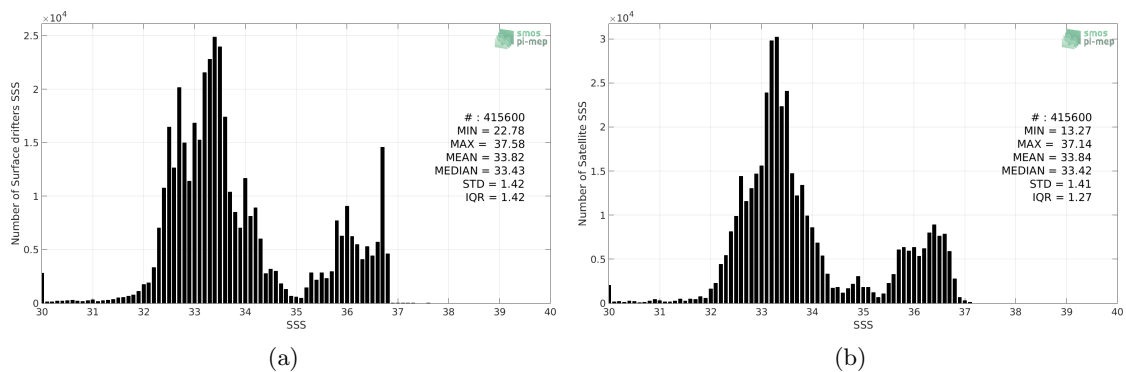 ×10⁴
2.5
2
1.5
1
0.5
0
30 31 32 33 34 35 36 37 38 39 40
Number of Surface drifters SSS
SSS
smos
pi-mep
# : 415600
MIN = 22.78
MAX = 37.58
MEAN = 33.82
MEDIAN = 33.43
STD = 1.42
IQR = 1.42
(a)
×10⁴
3
2.5
2
1.5
1
0.5
0
30 31 32 33 34 35 36 37 38 39 40
Number of Satellite SSS
SSS
smos
pi-mep
# : 415600
MIN = 13.27
MAX = 37.14
MEAN = 33.84
MEDIAN = 33.42
STD = 1.41
IQR = 1.27
(b)